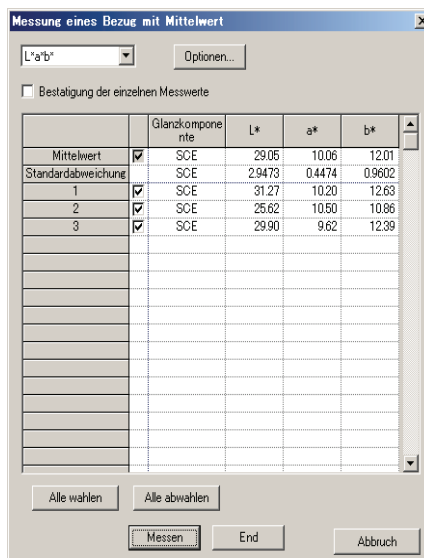 Messung eines Bezug mit Mittelwert
L*a*b*
Optionen...
Bestatigung der einzelnen Messwerte
Glanzkompone
nte L* a* b*
Mittelwert SCE 29.05 10.06 12.01
Standardabweichung SCE 2.9473 0.4474 0.9602
1 SCE 31.27 10.20 12.63
2 SCE 25.62 10.50 10.86
3 SCE 29.90 9.62 12.39
Alle wahlen Alle abwahlen
Messen End Abbruch